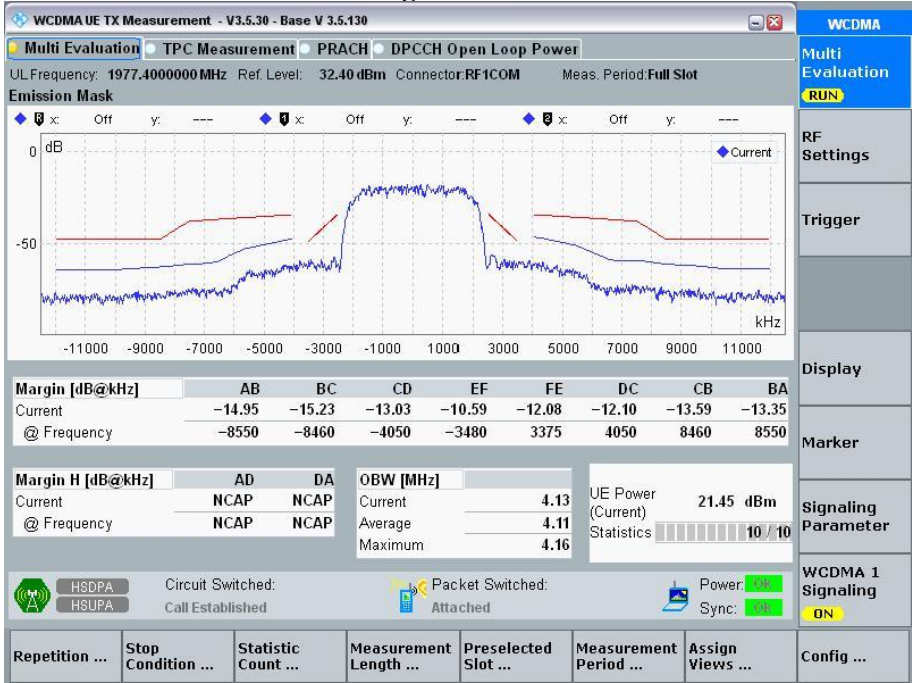 WCDMA UE TX Measurement - V3.5.30 - Base V 3.5.130
WCDMA
Multi Evaluation TPC Measurement PRACH DPCCH Open Loop Power
Multi Evaluation
RUN
UL Frequency: 1977.4000000 MHz Ref. Level: 32.40 dBm Connector:RF1COM Meas. Period:Full Slot
Emission Mask
R x: Off y: --- 1 x: Off y: --- 2 x: Off y: ---
dB
Current
0
-50
kHz
-11000 -9000 -7000 -5000 -3000 -1000 1000 3000 5000 7000 9000 11000
RF Settings
Trigger
Display
Marker
Signaling Parameter
WCDMA 1 Signaling
ON
Margin [dB@kHz] AB BC CD EF FE DC CB BA
Current -14.95 -15.23 -13.03 -10.59 -12.08 -12.10 -13.59 -13.35
@ Frequency -8550 -8460 -4050 -3480 3375 4050 8460 8550
Margin H [dB@kHz] AD DA
Current NCAP NCAP
@ Frequency NCAP NCAP
OBW [MHz]
Current 4.13
Average 4.11
Maximum 4.16
UE Power (Current) 21.45 dBm
Statistics 10 / 10
HSDPA
HSUPA
Circuit Switched:
Call Established
Packet Switched:
Attached
Power: OK
Sync: OK
Repetition ...
Stop Condition ...
Statistic Count ...
Measurement Length ...
Preselected Slot ...
Measurement Period ...
Assign Views ...
Config ...